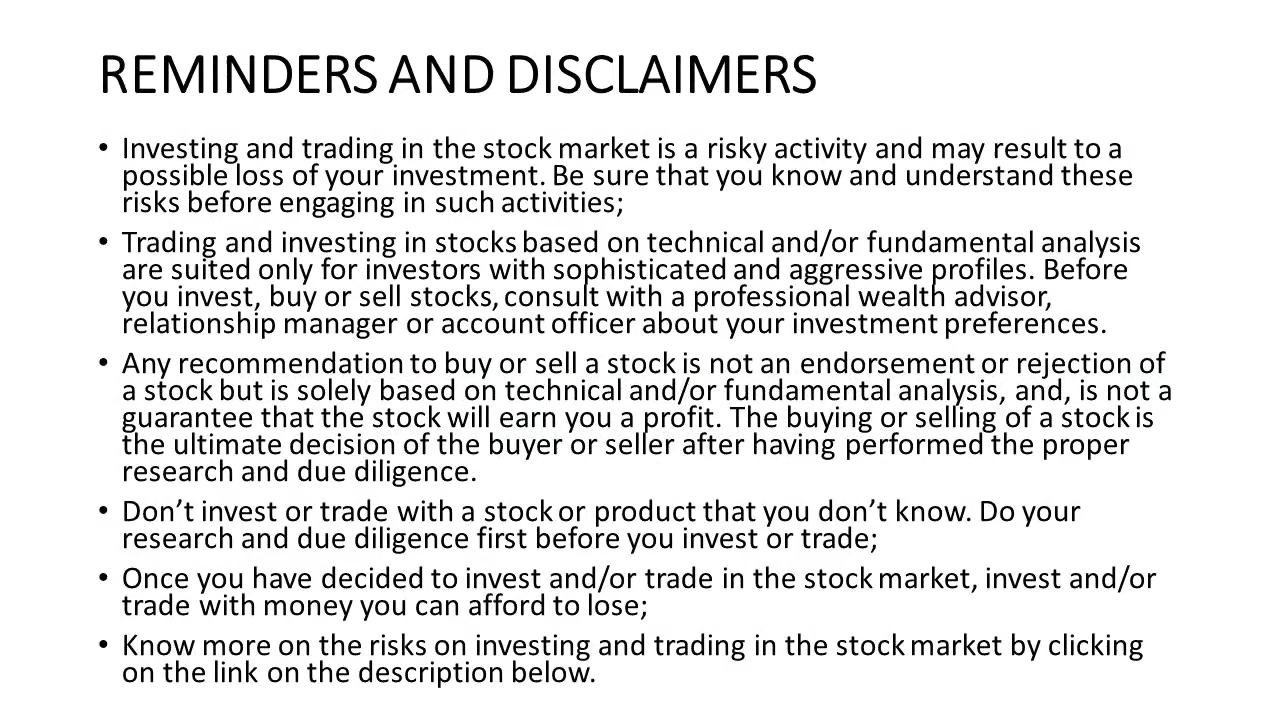 REMINDERS AND DISCLAIMERS
• Investing and trading in the stock market is a risky activity and may result to a
possible loss of your investment. Be sure that you know and understand these
risks before engaging in such activities;
• Trading and investing in stocks based on technical and/or fundamental analysis
are suited only for investors with sophisticated and aggressive profiles. Before
you invest, buy or sell stocks, consult with a professional wealth advisor,
relationship manager or account officer about your investment preferences.
• Any recommendation to buy or sell a stock is not an endorsement or rejection of
a stock but is solely based on technical and/or fundamental analysis, and, is not a
guarantee that the stock will earn you a profit. The buying or selling of a stock is
the ultimate decision of the buyer or seller after having performed the proper
research and due diligence.
• Don’t invest or trade with a stock or product that you don’t know. Do your
research and due diligence first before you invest or trade;
• Once you have decided to invest and/or trade in the stock market, invest and/or
trade with money you can afford to lose;
• Know more on the risks on investing and trading in the stock market by clicking
on the link on the description below.